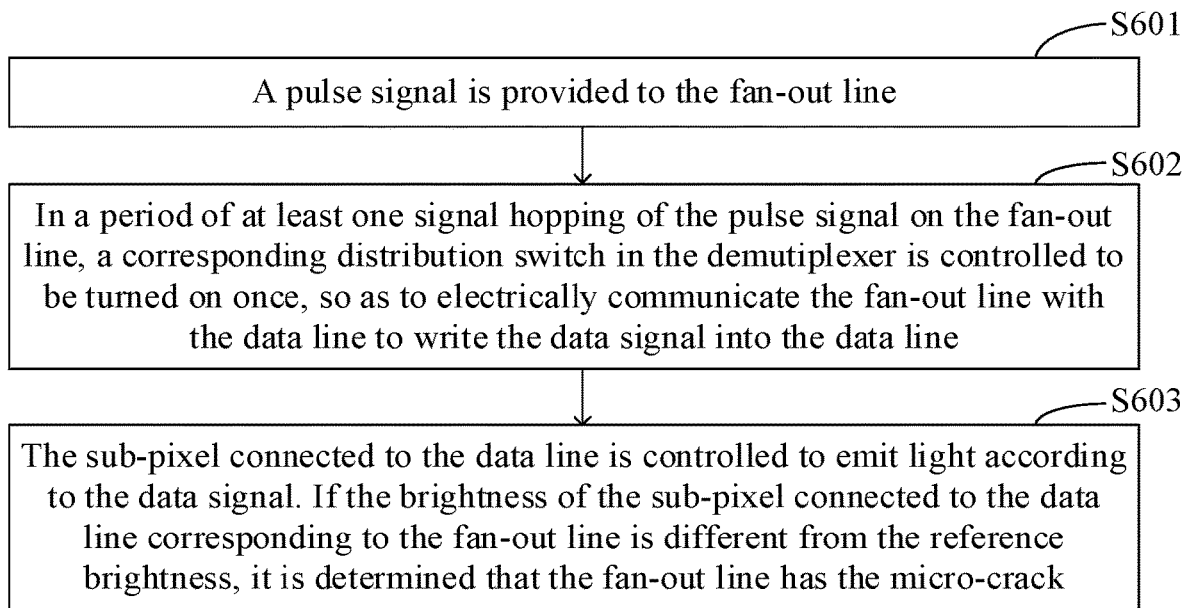 S601
A pulse signal is provided to the fan-out line
S602
In a period of at least one signal hopping of the pulse signal on the fan-out
line, a corresponding distribution switch in the demutiplexer is controlled to
be turned on once, so as to electrically communicate the fan-out line with
the data line to write the data signal into the data line
S603
The sub-pixel connected to the data line is controlled to emit light according
to the data signal. If the brightness of the sub-pixel connected to the data
line corresponding to the fan-out line is different from the reference
brightness, it is determined that the fan-out line has the micro-crack